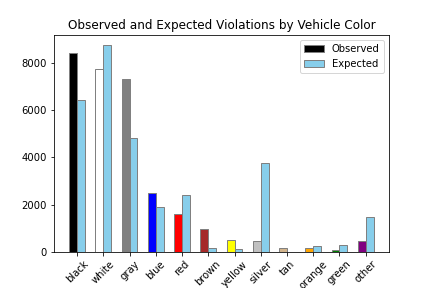 Observed and Expected Violations by Vehicle Color
Observed
Expected
8000
6000
4000
2000
0
black
white
gray
blue
red
brown
yellow
silver
tan
orange
green
other